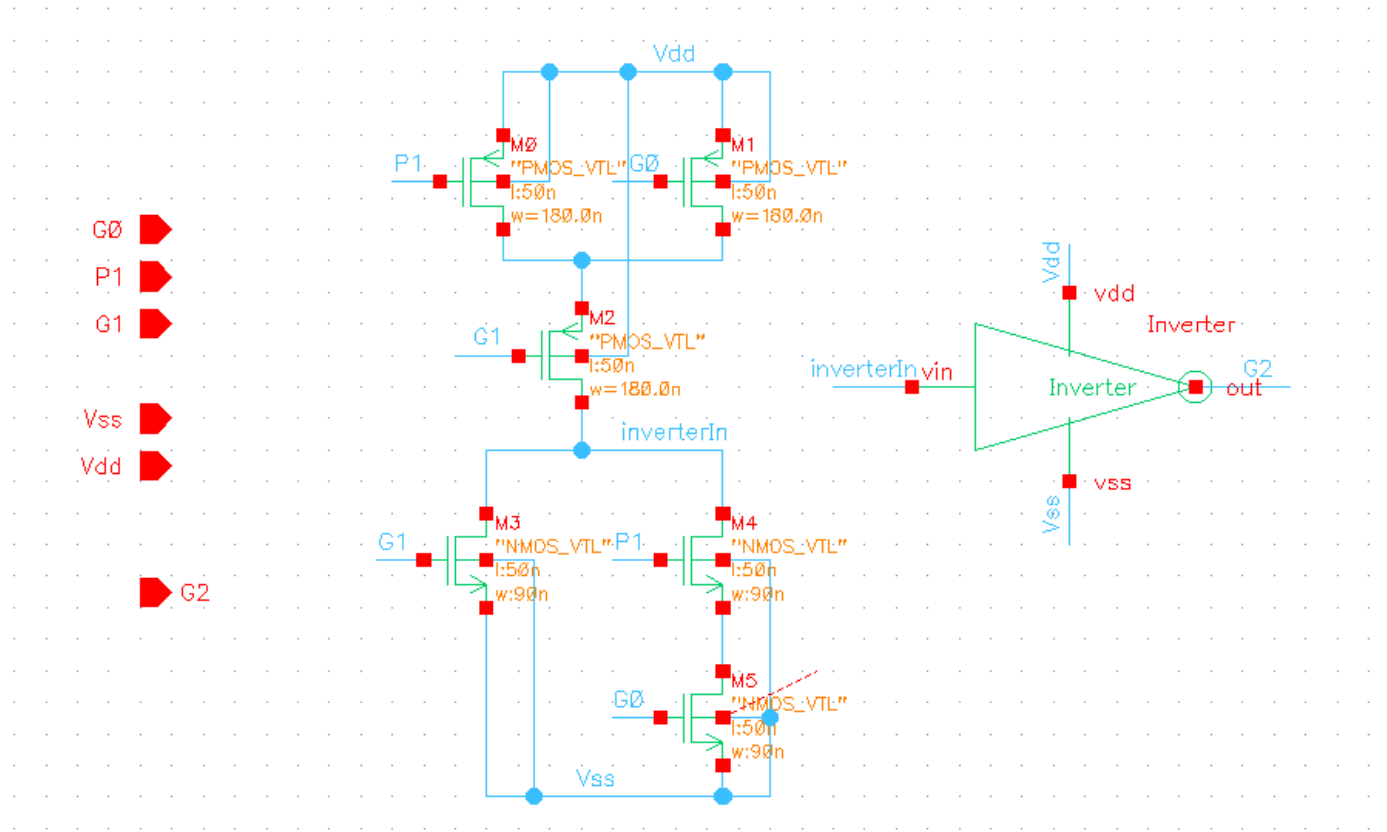 Vdd
P1
M0
"PMOS_VTL"
l:50n
w=180.0n
G0
M1
"PMOS_VTL"
l:50n
w=180.0n
G0
P1
G1
Vss
Vdd
G2
G1
M2
"PMOS_VTL"
l:50n
w=180.0n
inverterIn
G1
M3
"NMOS_VTL"
l:50n
w:90n
P1
M4
"NMOS_VTL"
l:50n
w:90n
G0
M5
"NMOS_VTL"
l:50n
w:90n
Vss
Vdd
vdd
Inverter
inverterIn
vin
Inverter
G2
out
vss
Vss